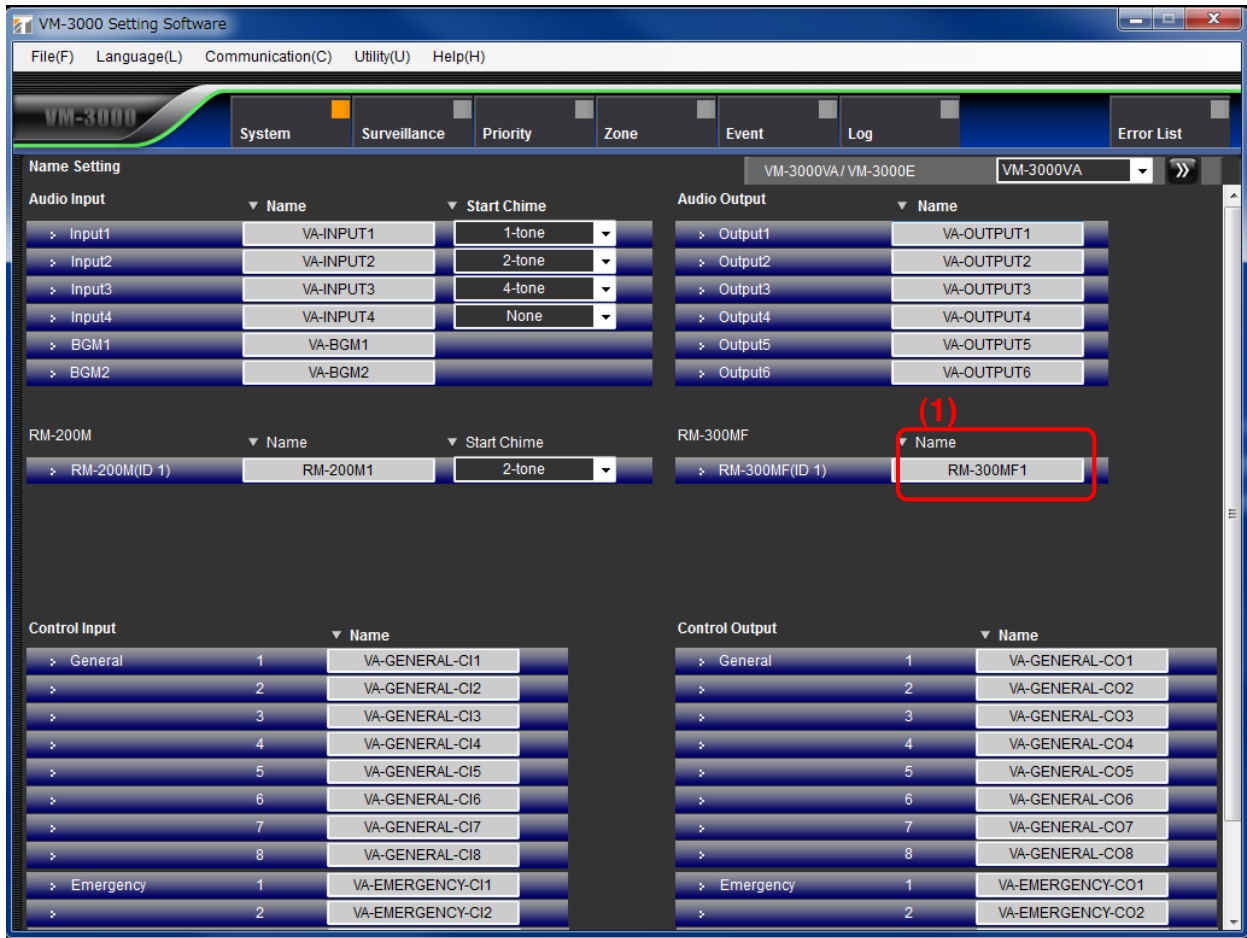 VM-3000 Setting Software
File(F) Language(L) Communication(C) Utility(U) Help(H)
VM-3000
System Surveillance Priority Zone Event Log Error List
Name Setting VM-3000VA / VM-3000E VM-3000VA
Audio Input ▼ Name ▼ Start Chime
Input1 VA-INPUT1 1-tone
Input2 VA-INPUT2 2-tone
Input3 VA-INPUT3 4-tone
Input4 VA-INPUT4 None
BGM1 VA-BGM1
BGM2 VA-BGM2
Audio Output ▼ Name
Output1 VA-OUTPUT1
Output2 VA-OUTPUT2
Output3 VA-OUTPUT3
Output4 VA-OUTPUT4
Output5 VA-OUTPUT5
Output6 VA-OUTPUT6
RM-200M ▼ Name ▼ Start Chime
RM-200M(ID 1) RM-200M1 2-tone
(1)
RM-300MF ▼ Name
RM-300MF(ID 1) RM-300MF1
Control Input ▼ Name
General 1 VA-GENERAL-CI1
2 VA-GENERAL-CI2
3 VA-GENERAL-CI3
4 VA-GENERAL-CI4
5 VA-GENERAL-CI5
6 VA-GENERAL-CI6
7 VA-GENERAL-CI7
8 VA-GENERAL-CI8
Emergency 1 VA-EMERGENCY-CI1
2 VA-EMERGENCY-CI2
Control Output ▼ Name
General 1 VA-GENERAL-CO1
2 VA-GENERAL-CO2
3 VA-GENERAL-CO3
4 VA-GENERAL-CO4
5 VA-GENERAL-CO5
6 VA-GENERAL-CO6
7 VA-GENERAL-CO7
8 VA-GENERAL-CO8
Emergency 1 VA-EMERGENCY-CO1
2 VA-EMERGENCY-CO2